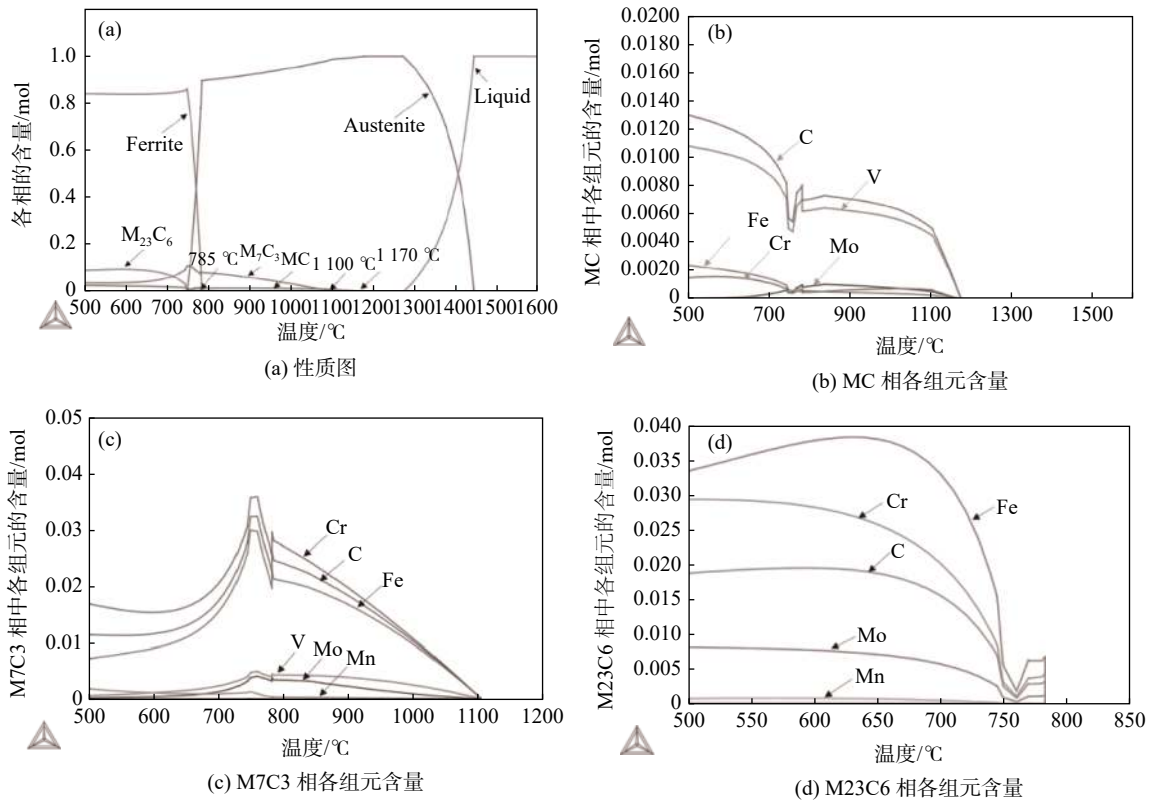 (a)
各相的含量/mol
1.0
0.8
0.6
0.4
0.2
0
Ferrite
Austenite
Liquid
M23C6
785 ℃
M7C3
MC
1 100 ℃
1 170 ℃
500 600 700 800 900 1000 1100 1200 1300 1400 1500 1600
温度/℃
(a) 性质图
(b)
MC 相中各组元的含量/mol
0.0200
0.0180
0.0160
0.0140
0.0120
0.0100
0.0080
0.0060
0.0040
0.0020
0
C
V
Fe
Cr
Mo
500 700 900 1100 1300 1500
温度/℃
(b) MC 相各组元含量
(c)
M7C3 相中各组元的含量/mol
0.05
0.04
0.03
0.02
0.01
0
Cr
C
Fe
V
Mo
Mn
500 600 700 800 900 1000 1100 1200
温度/℃
(c) M7C3 相各组元含量
(d)
M23C6 相中各组元的含量/mol
0.040
0.035
0.030
0.025
0.020
0.015
0.010
0.005
0
Fe
Cr
C
Mo
Mn
500 600 650 700 750 800 850
温度/℃
(d) M23C6 相各组元含量